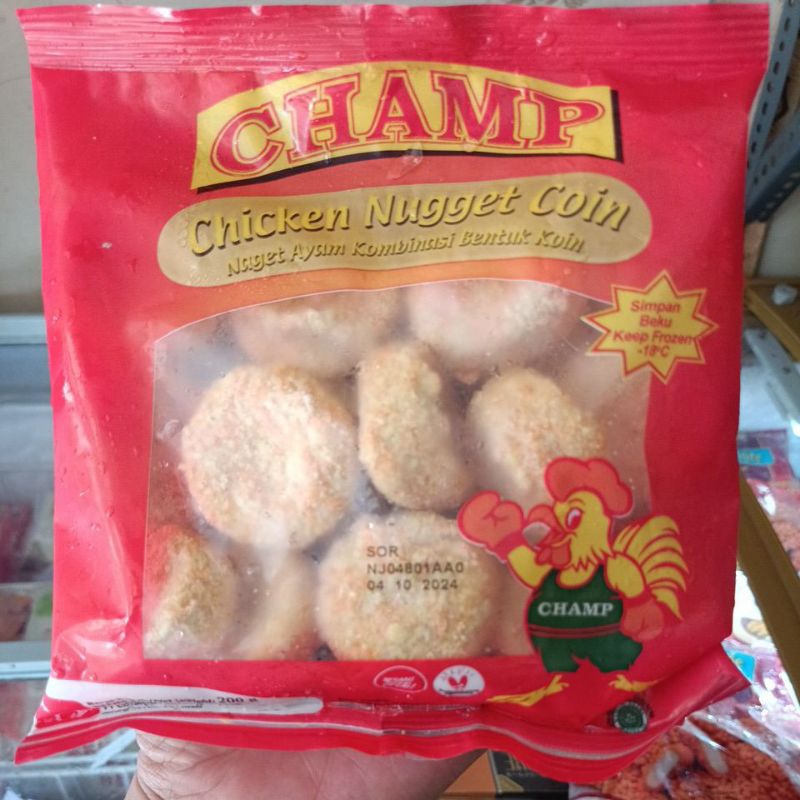 CHAMP
Chicken Nugget Coin
Naget Ayam Kombinasi Bentuk Koin
Simpan
Beku
Keep Frozen
-18°C
SOR
NJ04801AA0
04 10 2024
CHAMP
200 g